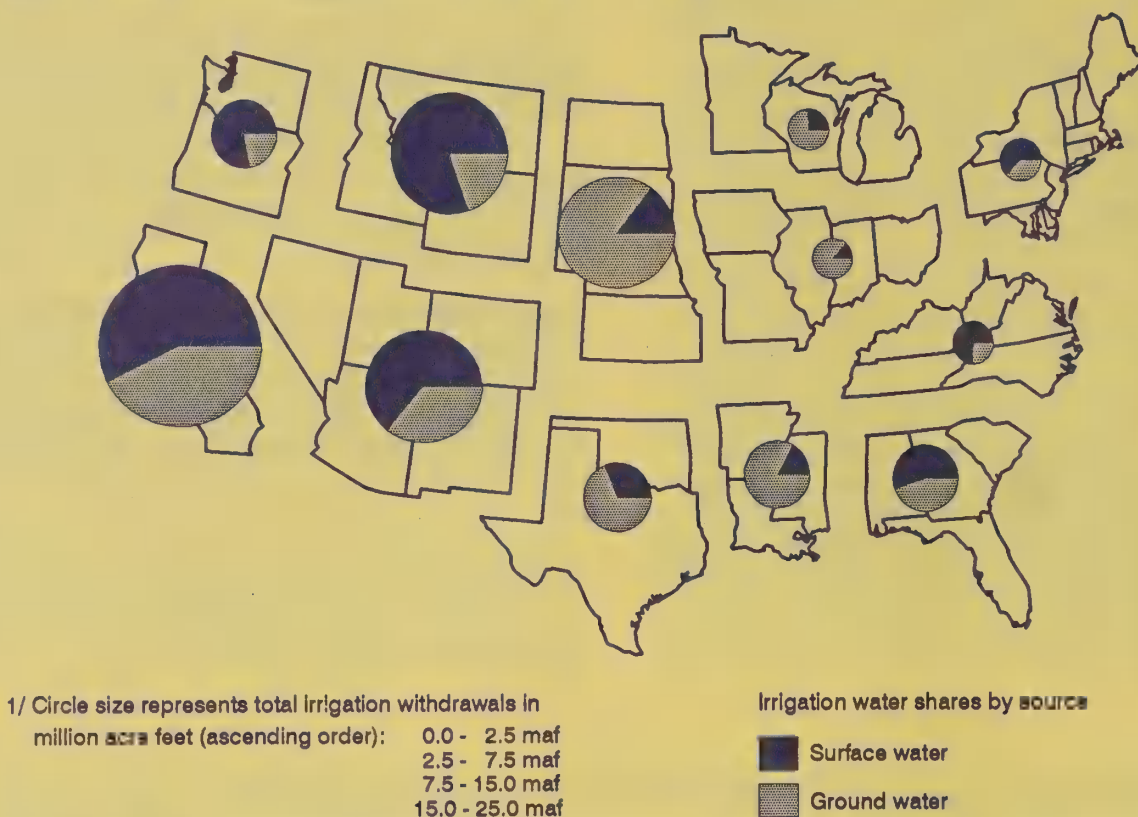 1/ Circle size represents total irrigation withdrawals in
million acre feet (ascending order): 0.0 - 2.5 maf
2.5 - 7.5 maf
7.5 - 15.0 maf
15.0 - 25.0 maf
Irrigation water shares by source
Surface water
Ground water